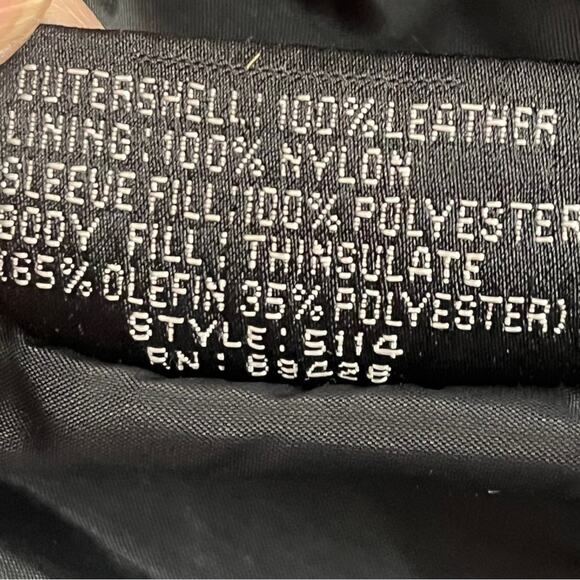 OUTERSHELL: 100% LEATHER
LINING: 100% NYLON
SLEEVE FILL: 100% POLYESTER
BODY FILL: THINSULATE
(65% OLEFIN 35% POLYESTER)
STYLE: 5114
RN: